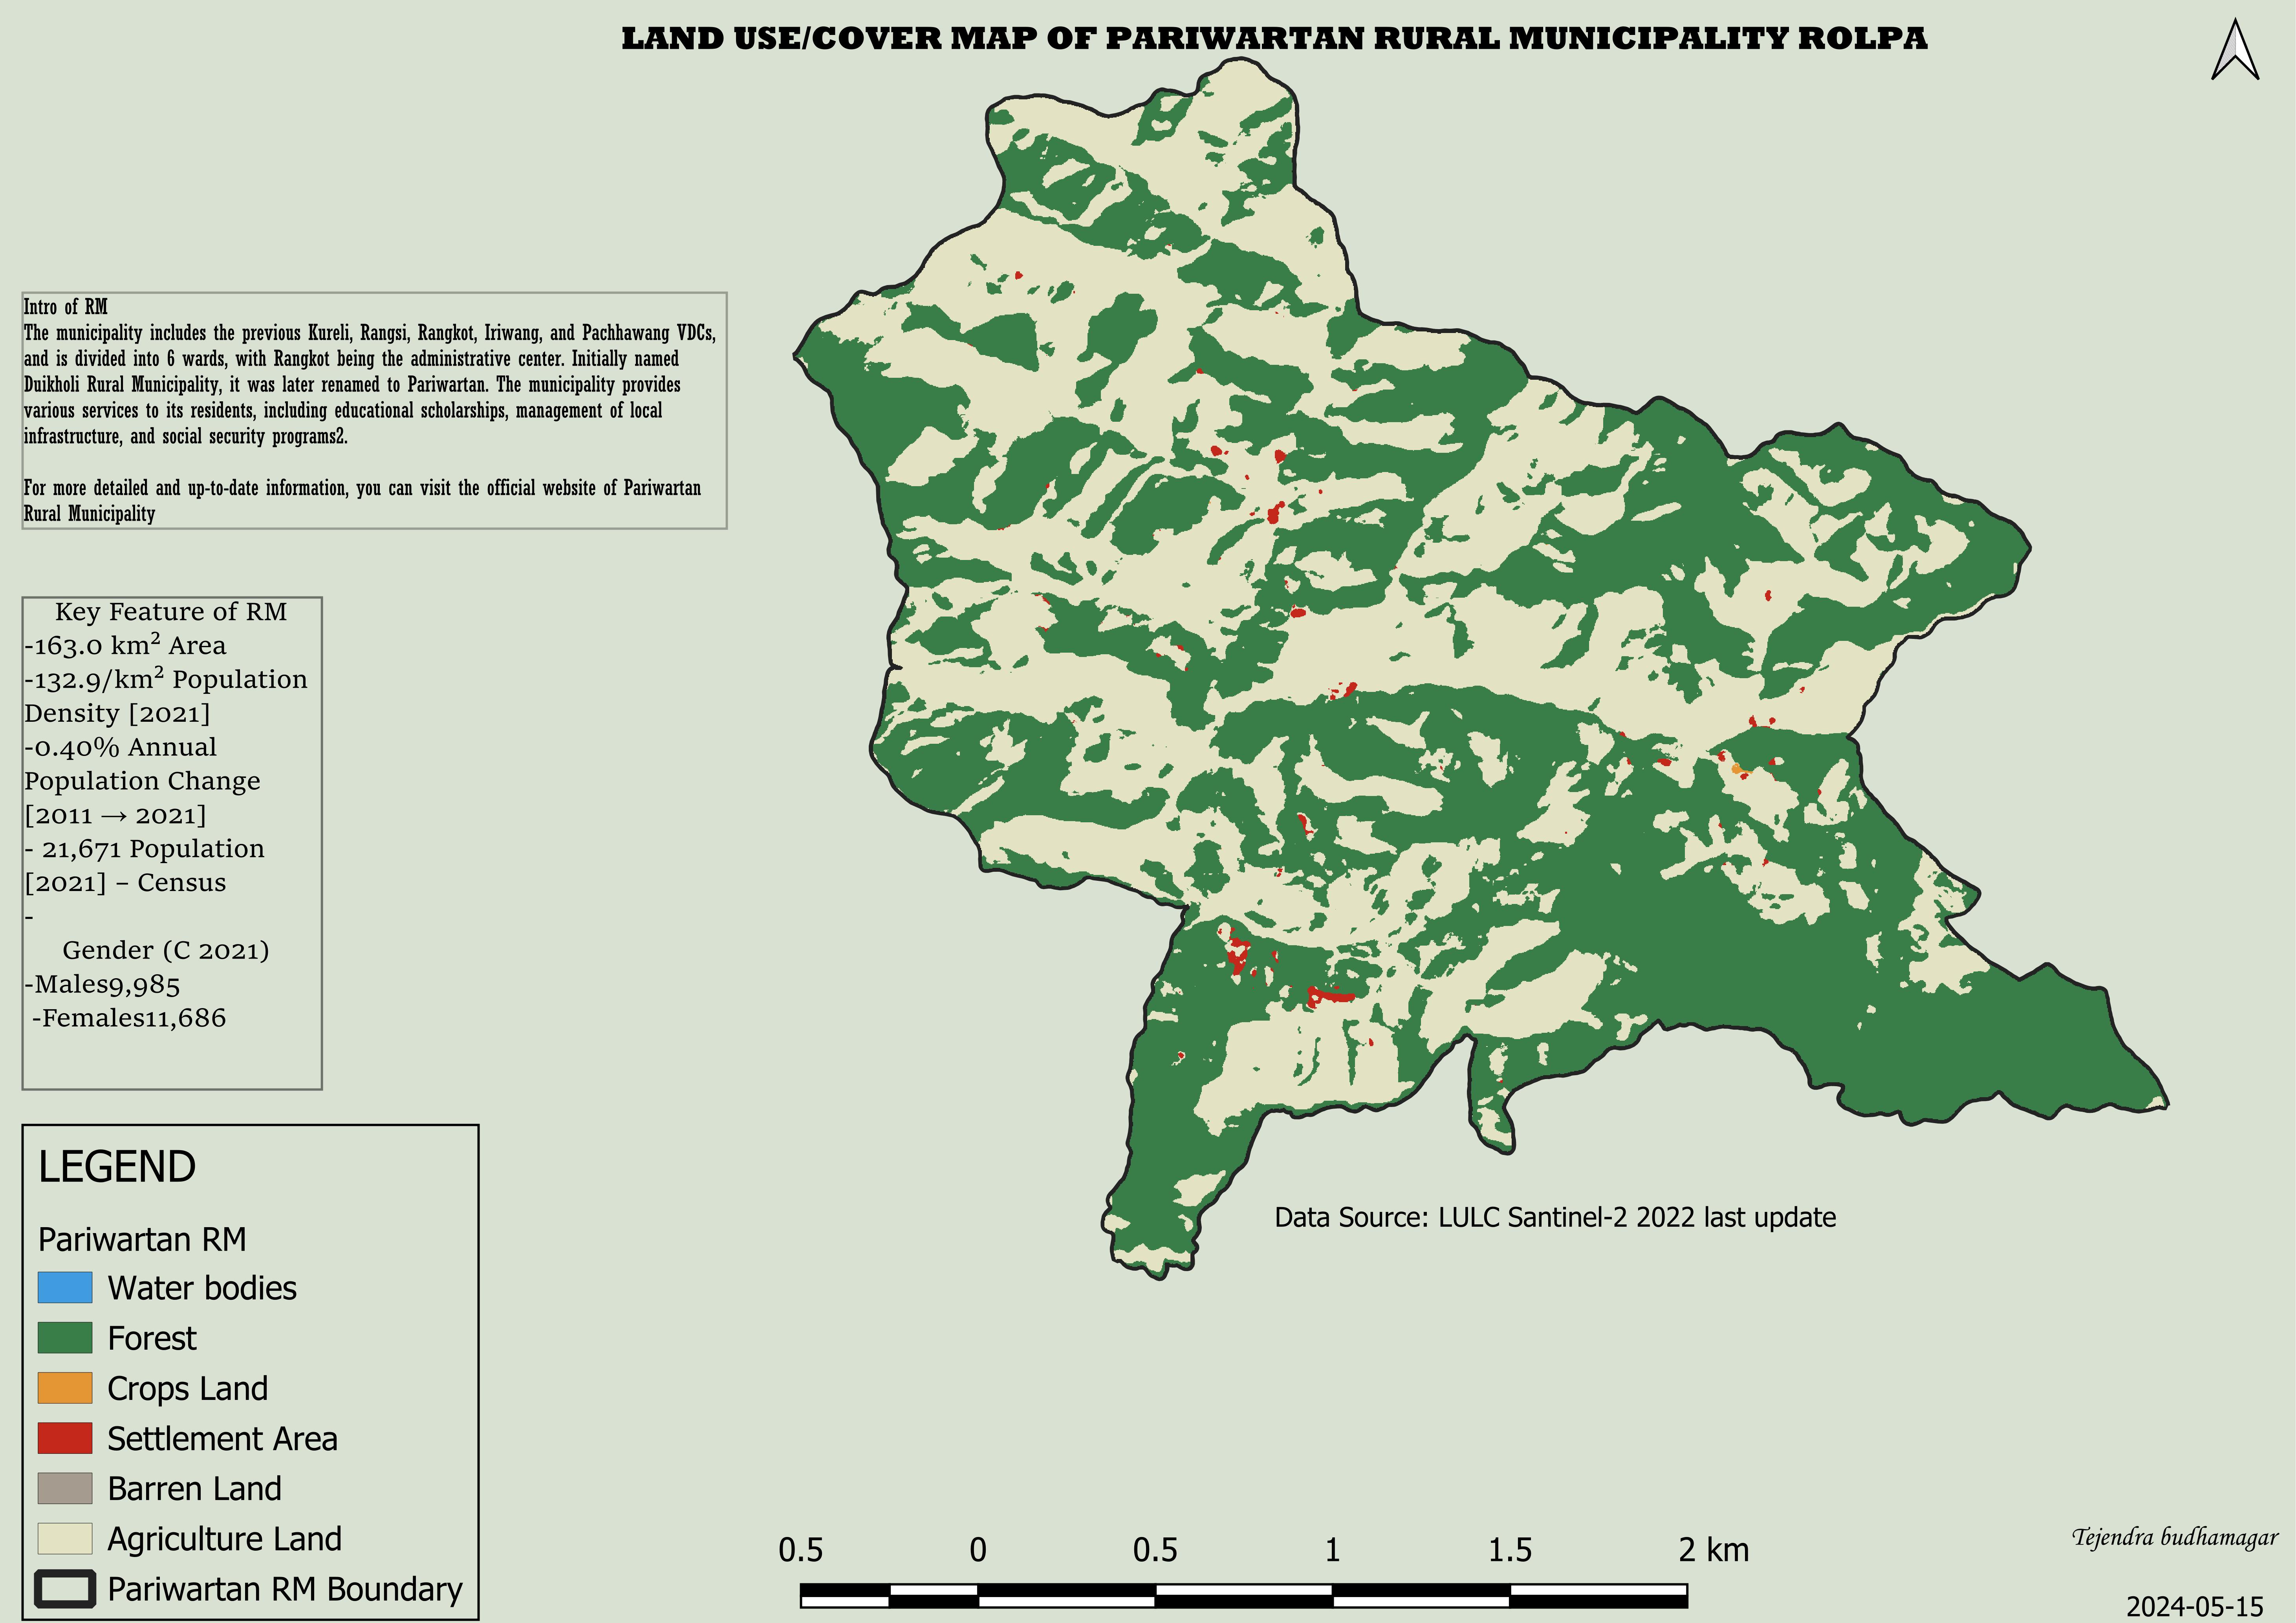 LAND USE/COVER MAP OF PARIWARTAN RURAL MUNICIPALITY ROLPA
Intro of RM
The municipality includes the previous Kureli, Rangsi, Rangkot, Iriwang, and Pachhawang VDCs,
and is divided into 6 wards, with Rangkot being the administrative center. Initially named
Duikholi Rural Municipality, it was later renamed to Pariwartan. The municipality provides
various services to its residents, including educational scholarships, management of local
infrastructure, and social security programs2.
For more detailed and up-to-date information, you can visit the official website of Pariwartan
Rural Municipality
Key Feature of RM
-163.0 km² Area
-132.9/km² Population
Density [2021]
-0.40% Annual
Population Change
[2011 → 2021]
- 21,671 Population
[2021] – Census
-
Gender (C 2021)
-Males9,985
-Females11,686
LEGEND
Pariwartan RM
Water bodies
Forest
Crops Land
Settlement Area
Barren Land
Agriculture Land
Pariwartan RM Boundary
Data Source: LULC Santinel-2 2022 last update
0.5 0 0.5 1 1.5 2 km
Tejendra budhamagar
2024-05-15